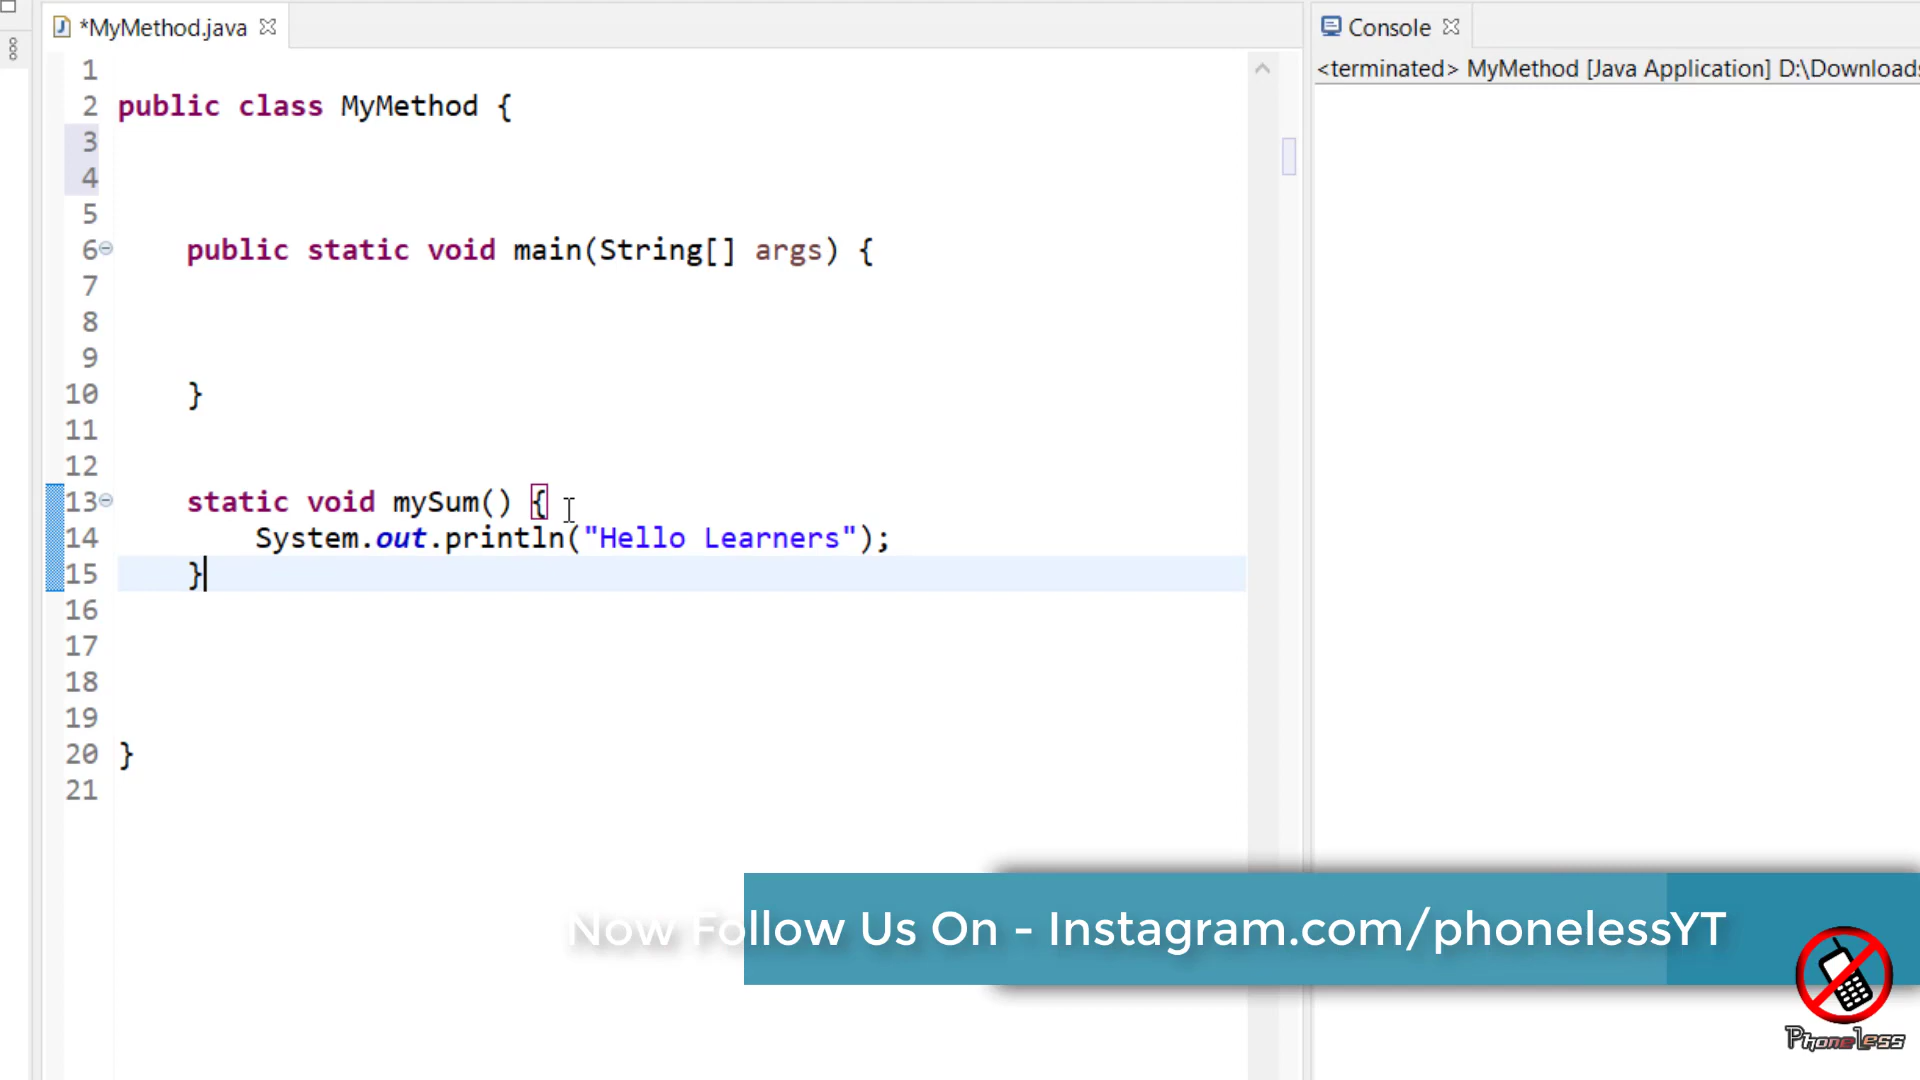 *MyMethod.java
1
2 public class MyMethod {
3
4
5
6 public static void main(String[] args) {
7
8
9
10 }
11
12
13 static void mySum() {
14 System.out.println("Hello Learners");
15 }
16
17
18
19
20 }
21
Console
<terminated> MyMethod [Java Application] D:\Downloads
Now Follow Us On - Instagram.com/phonelessYT
Phoneless